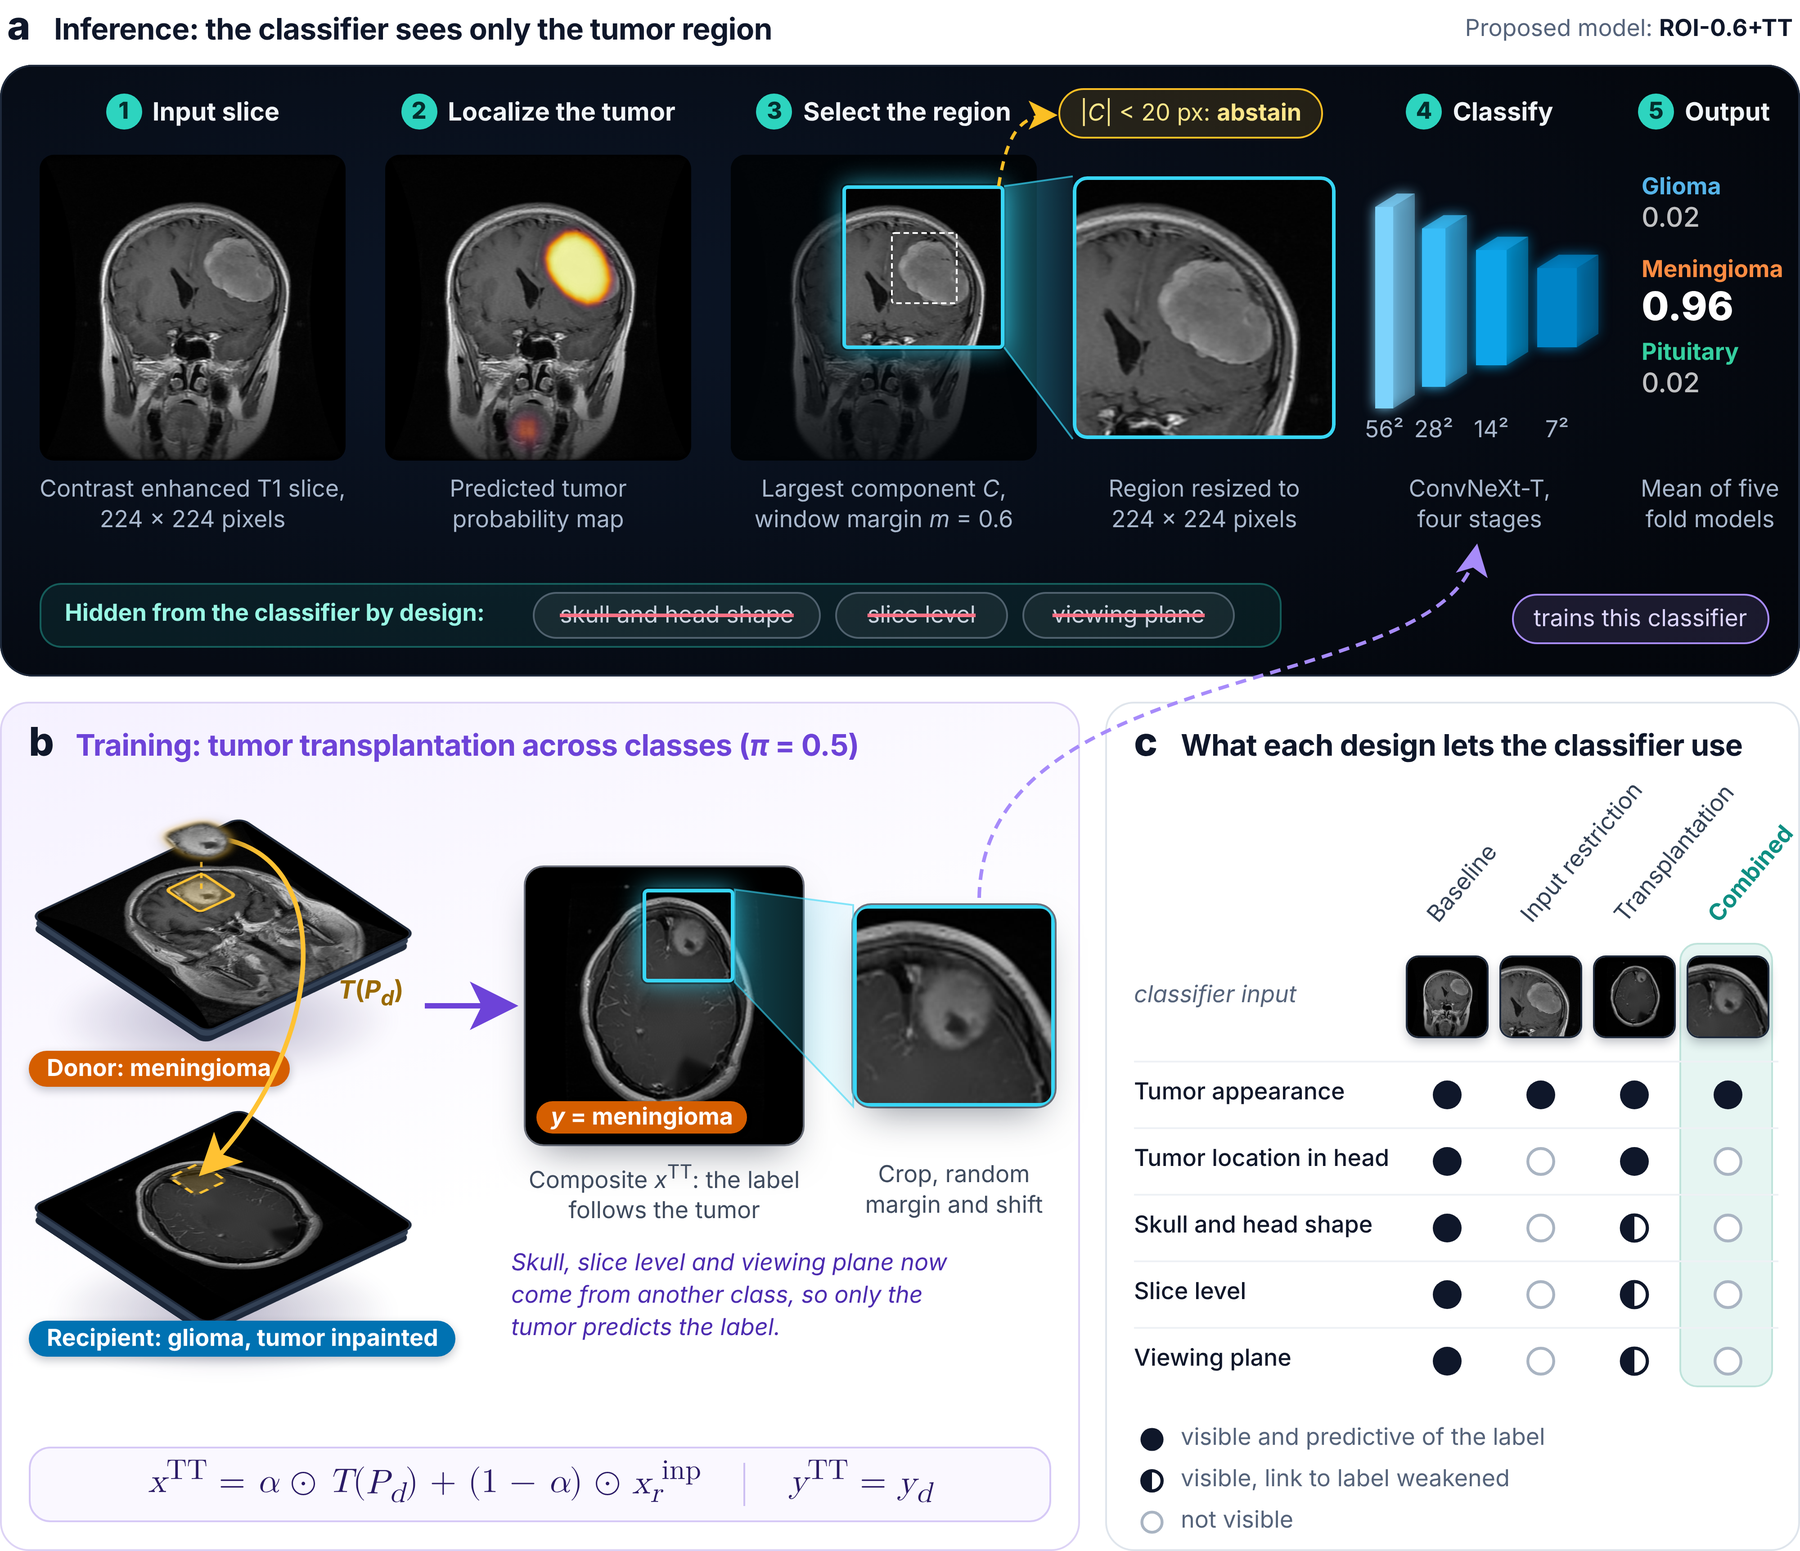 a Inference: the classifier sees only the tumor region
Proposed model: ROI-0.6+TT
1 Input slice
2 Localize the tumor
3 Select the region
|C| < 20 px: abstain
4 Classify
5 Output
Glioma
0.02
Meningioma
0.96
Pituitary
0.02
56² 28² 14² 7²
Contrast enhanced T1 slice,
224 × 224 pixels
Predicted tumor
probability map
Largest component C,
window margin m = 0.6
Region resized to
224 × 224 pixels
ConvNeXt-T,
four stages
Mean of five
fold models
Hidden from the classifier by design:
skull and head shape
slice level
viewing plane
trains this classifier
b Training: tumor transplantation across classes (π = 0.5)
T(P_d)
Donor: meningioma
Recipient: glioma, tumor inpainted
y = meningioma
Composite x^TT: the label
follows the tumor
Crop, random
margin and shift
Skull, slice level and viewing plane now
come from another class, so only the
tumor predicts the label.
x^TT = α ⊙ T(P_d) + (1 − α) ⊙ x_r^inp | y^TT = y_d
c What each design lets the classifier use
Baseline
Input restriction
Transplantation
Combined
classifier input
Tumor appearance
Tumor location in head
Skull and head shape
Slice level
Viewing plane
visible and predictive of the label
visible, link to label weakened
not visible